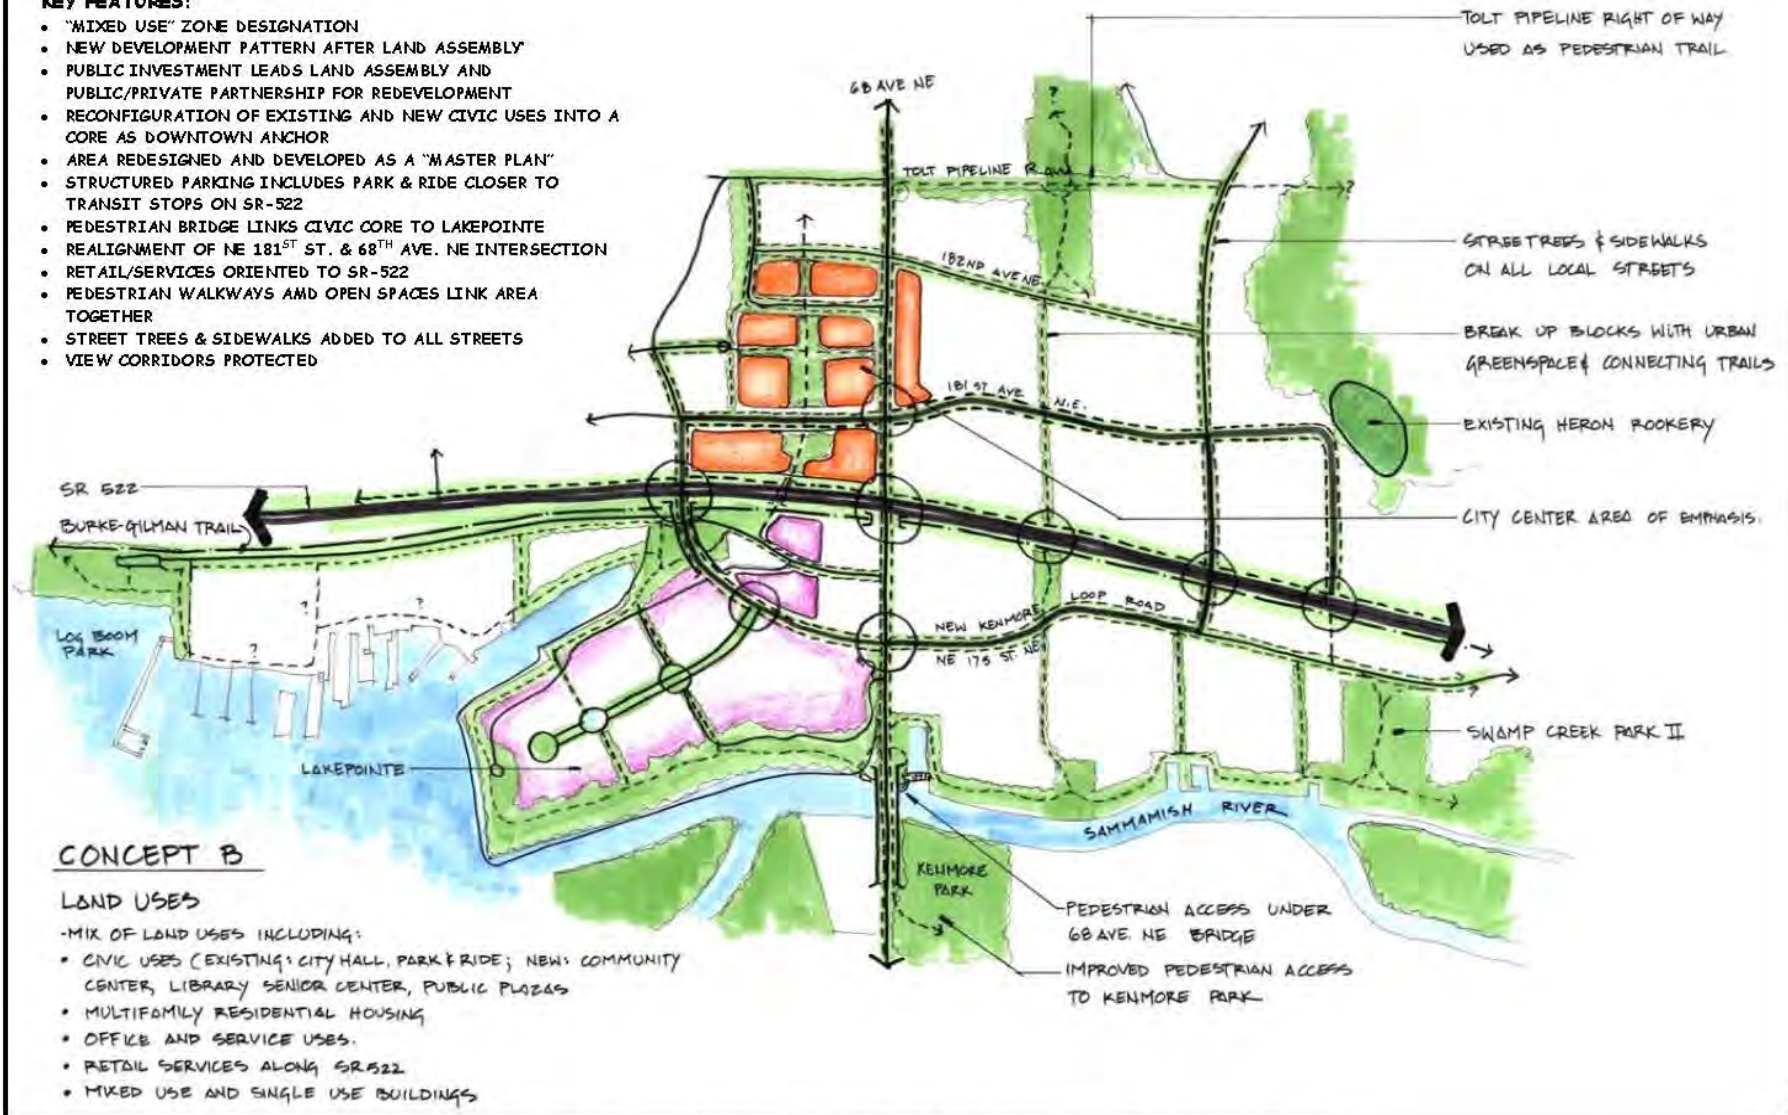 KEY FEATURES:
• "MIXED USE" ZONE DESIGNATION
• NEW DEVELOPMENT PATTERN AFTER LAND ASSEMBLY
• PUBLIC INVESTMENT LEADS LAND ASSEMBLY AND
PUBLIC/PRIVATE PARTNERSHIP FOR REDEVELOPMENT
• RECONFIGURATION OF EXISTING AND NEW CIVIC USES INTO A
CORE AS DOWNTOWN ANCHOR
• AREA REDESIGNED AND DEVELOPED AS A "MASTER PLAN"
• STRUCTURED PARKING INCLUDES PARK & RIDE CLOSER TO
TRANSIT STOPS ON SR-522
• PEDESTRIAN BRIDGE LINKS CIVIC CORE TO LAKEPOINTE
• REALIGNMENT OF NE 181ST ST. & 68TH AVE. NE INTERSECTION
• RETAIL/SERVICES ORIENTED TO SR-522
• PEDESTRIAN WALKWAYS AMD OPEN SPACES LINK AREA
TOGETHER
• STREET TREES & SIDEWALKS ADDED TO ALL STREETS
• VIEW CORRIDORS PROTECTED
TOLT PIPELINE RIGHT OF WAY
USED AS PEDESTRIAN TRAIL
68 AVE NE
?
TOLT PIPELINE R.O.W
?
STREETREES & SIDEWALKS
ON ALL LOCAL STREETS
182ND AVE NE
BREAK UP BLOCKS WITH URBAN
GREENSPACE & CONNECTING TRAILS
181 ST AVE N.E.
EXISTING HERON ROOKERY
SR 522
CITY CENTER AREA OF EMPHASIS.
BURKE-GILMAN TRAIL
?
?
?
LOG BOOM
PARK
NEW KENMORE LOOP ROAD
NE 175 ST. NE
SWAMP CREEK PARK II
LAKEPOINTE
SAMMAMISH RIVER
KENMORE
PARK
PEDESTRIAN ACCESS UNDER
68 AVE. NE BRIDGE
IMPROVED PEDESTRIAN ACCESS
TO KENMORE PARK
CONCEPT B
LAND USES
-MIX OF LAND USES INCLUDING:
• CIVIC USES (EXISTING: CITY HALL, PARK & RIDE; NEW: COMMUNITY
CENTER, LIBRARY SENIOR CENTER, PUBLIC PLAZAS
• MULTIFAMILY RESIDENTIAL HOUSING
• OFFICE AND SERVICE USES.
• RETAIL SERVICES ALONG SR522
• MIXED USE AND SINGLE USE BUILDINGS